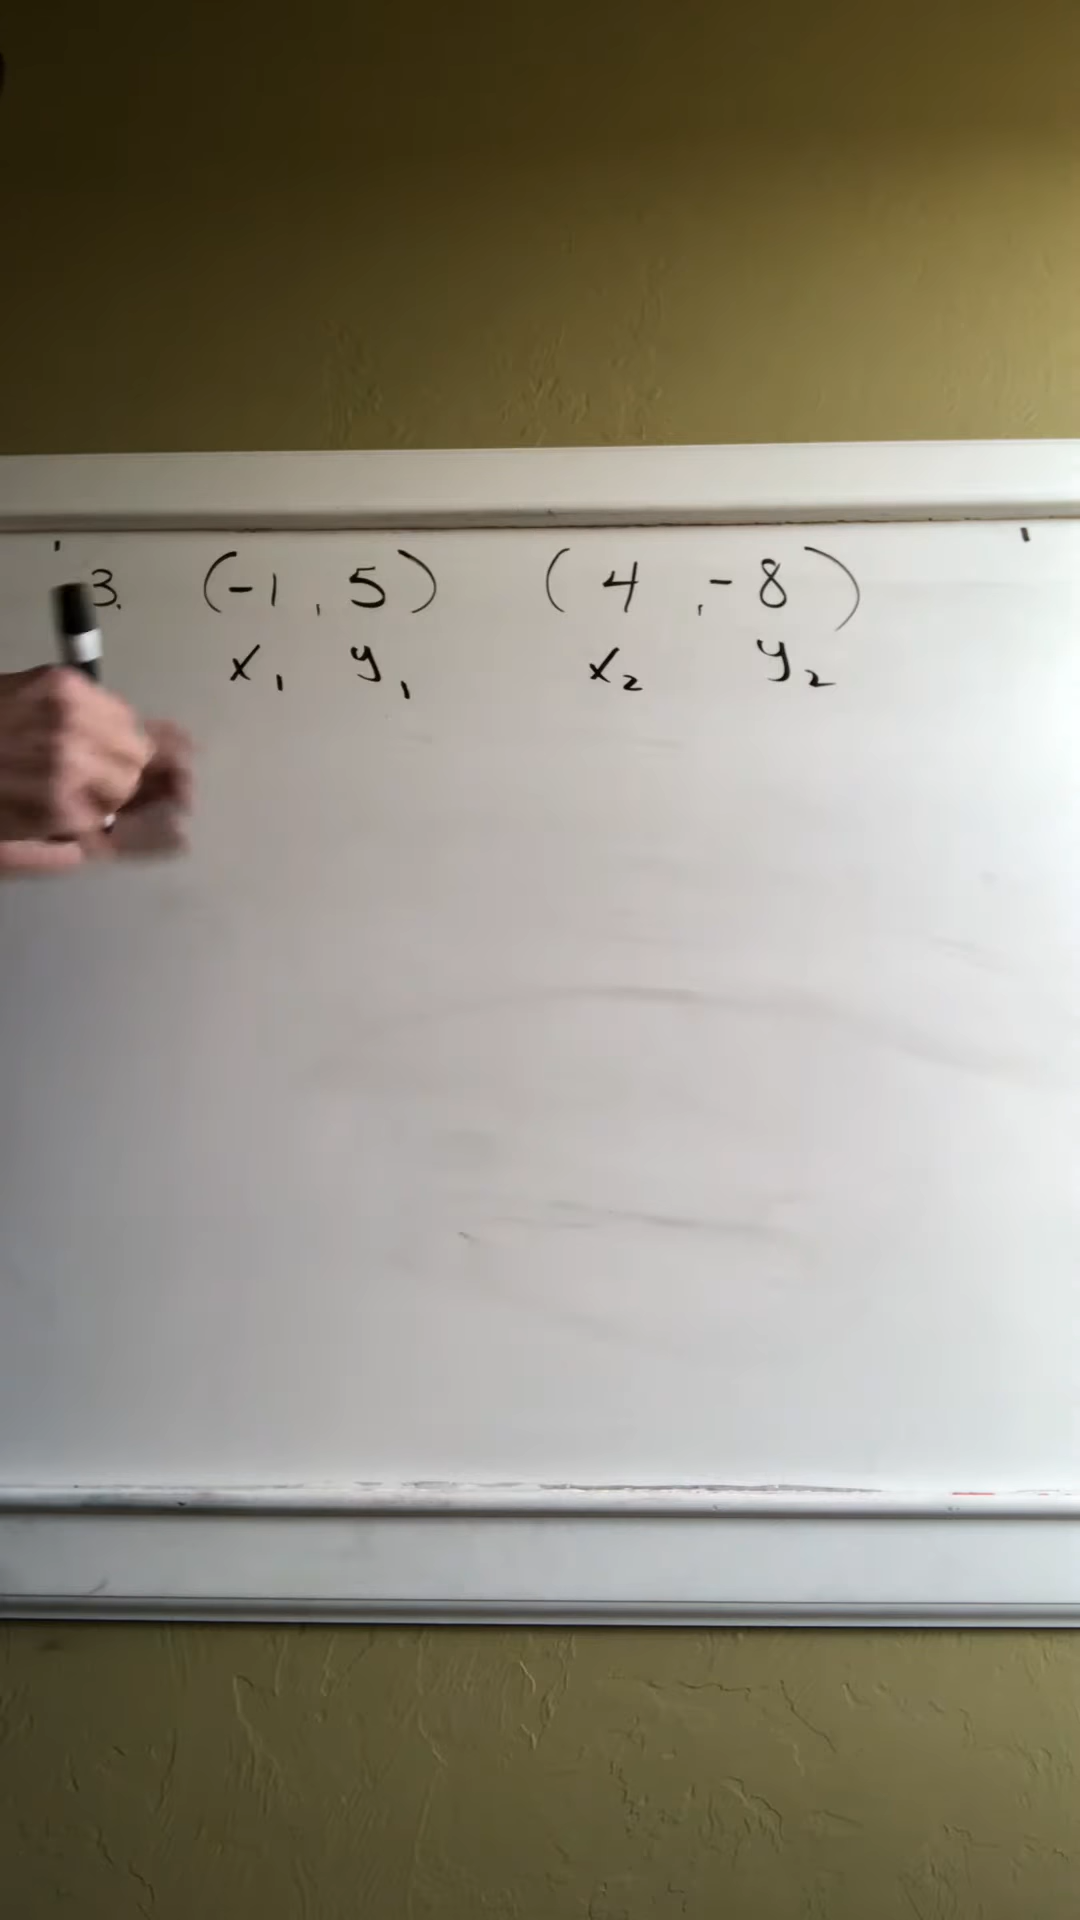 3. (-1, 5) (4, -8)
x₁ y₁ x₂ y₂